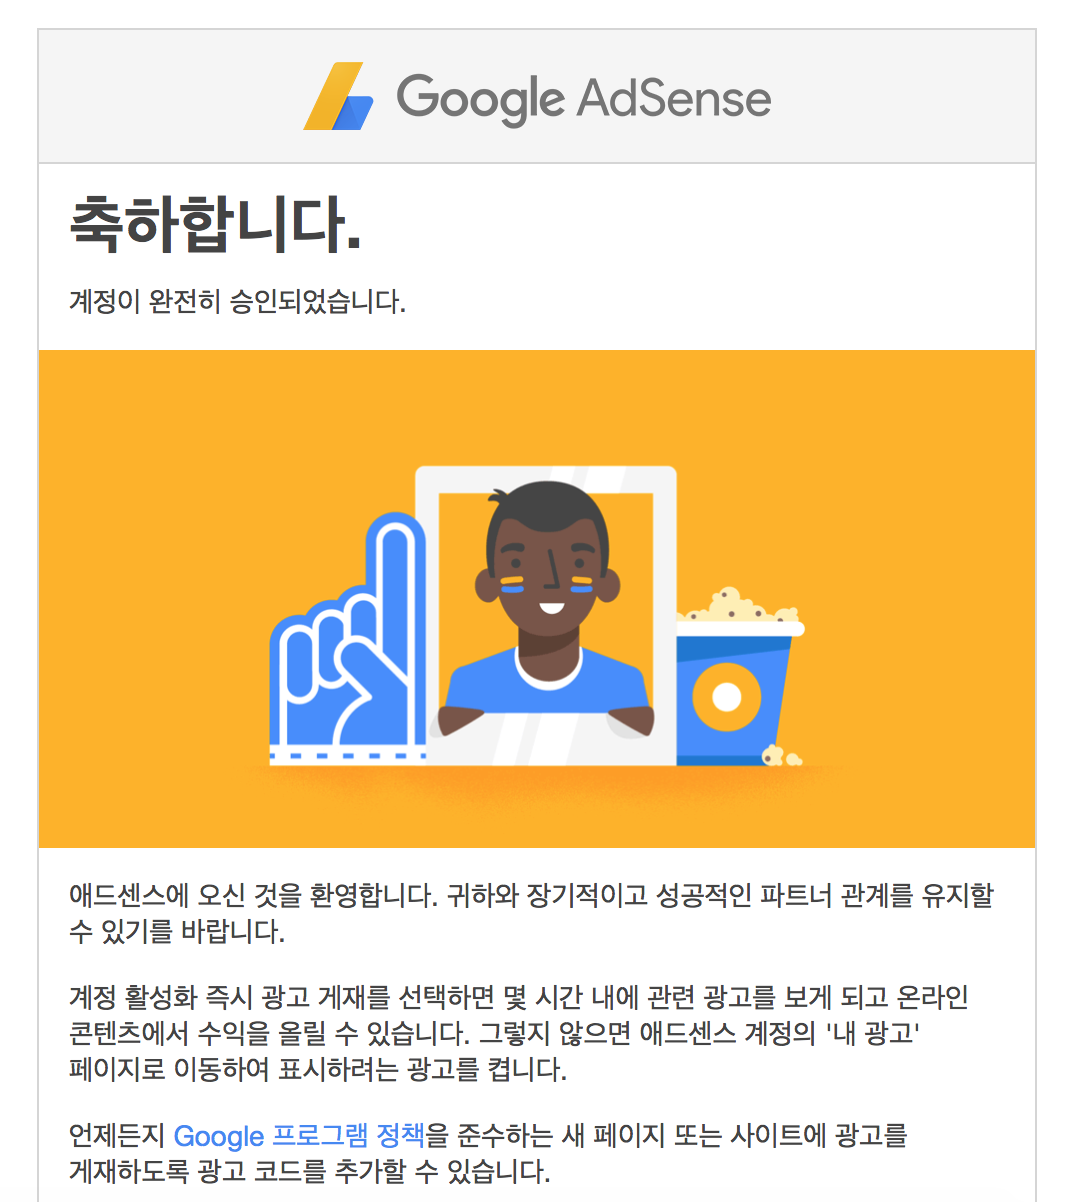 Google AdSense
축하합니다.
계정이 완전히 승인되었습니다.
애드센스에 오신 것을 환영합니다. 귀하와 장기적이고 성공적인 파트너 관계를 유지할
수 있기를 바랍니다.
계정 활성화 즉시 광고 게재를 선택하면 몇 시간 내에 관련 광고를 보게 되고 온라인
콘텐츠에서 수익을 올릴 수 있습니다. 그렇지 않으면 애드센스 계정의 '내 광고'
페이지로 이동하여 표시하려는 광고를 켭니다.
언제든지 Google 프로그램 정책을 준수하는 새 페이지 또는 사이트에 광고를
게재하도록 광고 코드를 추가할 수 있습니다.